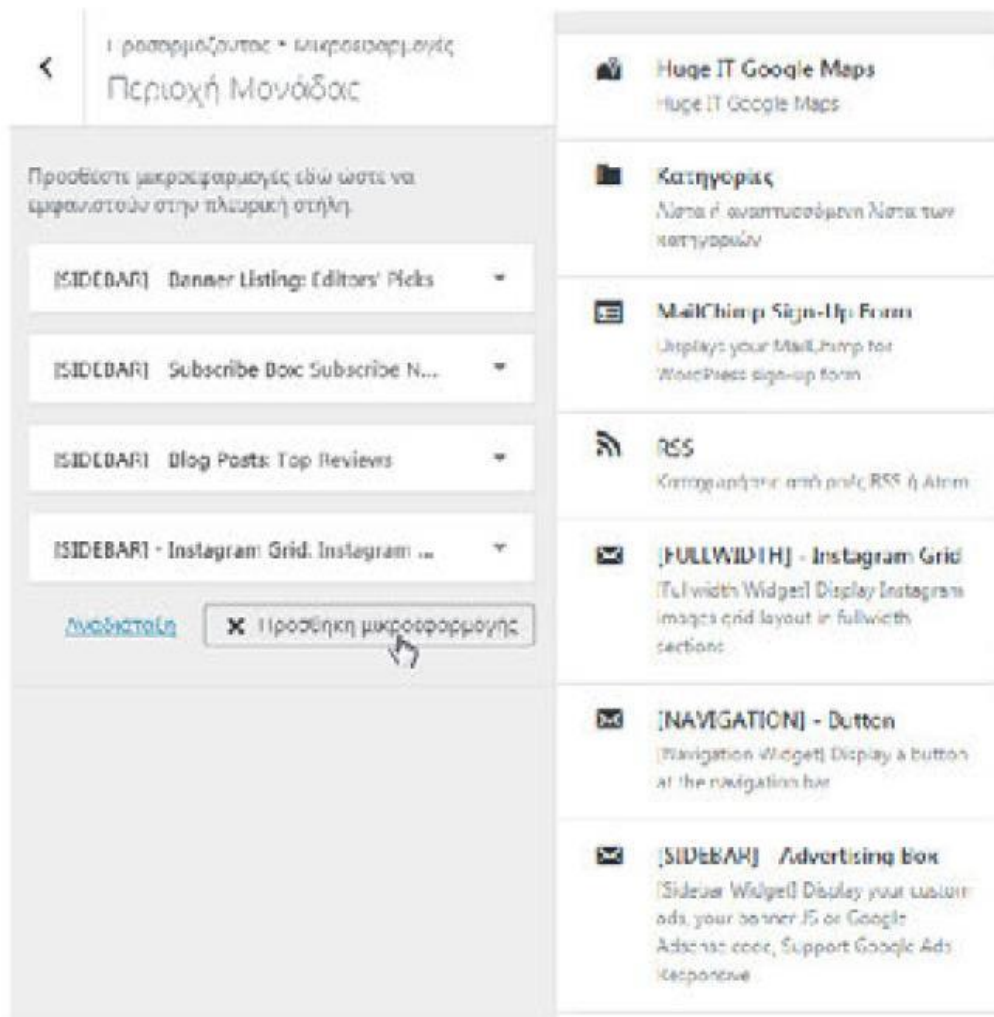 Προσαρμόζοντας • Μικροεφαρμογές
Περιοχή Μονάδας
Προσθέστε μικροεφαρμογές εδώ ώστε να
εμφανιστούν στην πλευρική στήλη.
[SIDEBAR] - Banner Listing: Editors' Picks
[SIDEBAR] - Subscribe Box: Subscribe N...
[SIDEBAR] - Blog Posts: Top Reviews
[SIDEBAR] - Instagram Grid: Instagram ...
Αναδιάταξη
Προσθήκη μικροεφαρμογής
Huge IT Google Maps
Huge IT Google Maps
Κατηγορίες
Λίστα ή αναπτυσσόμενη λίστα των
κατηγοριών
MailChimp Sign-Up Form
Displays your MailChimp for
WordPress sign-up form
RSS
Καταχωρήσεις από ροές RSS ή Atom
[FULLWIDTH] - Instagram Grid
[Fullwidth Widget] Display Instagram
images grid layout in fullwidth
sections
[NAVIGATION] - Button
[Navigation Widget] Display a button
at the navigation bar
[SIDEBAR] - Advertising Box
[Sidebar Widget] Display your custom
ads, your banner JS or Google
Adsense code, Support Google Ads
Responsive